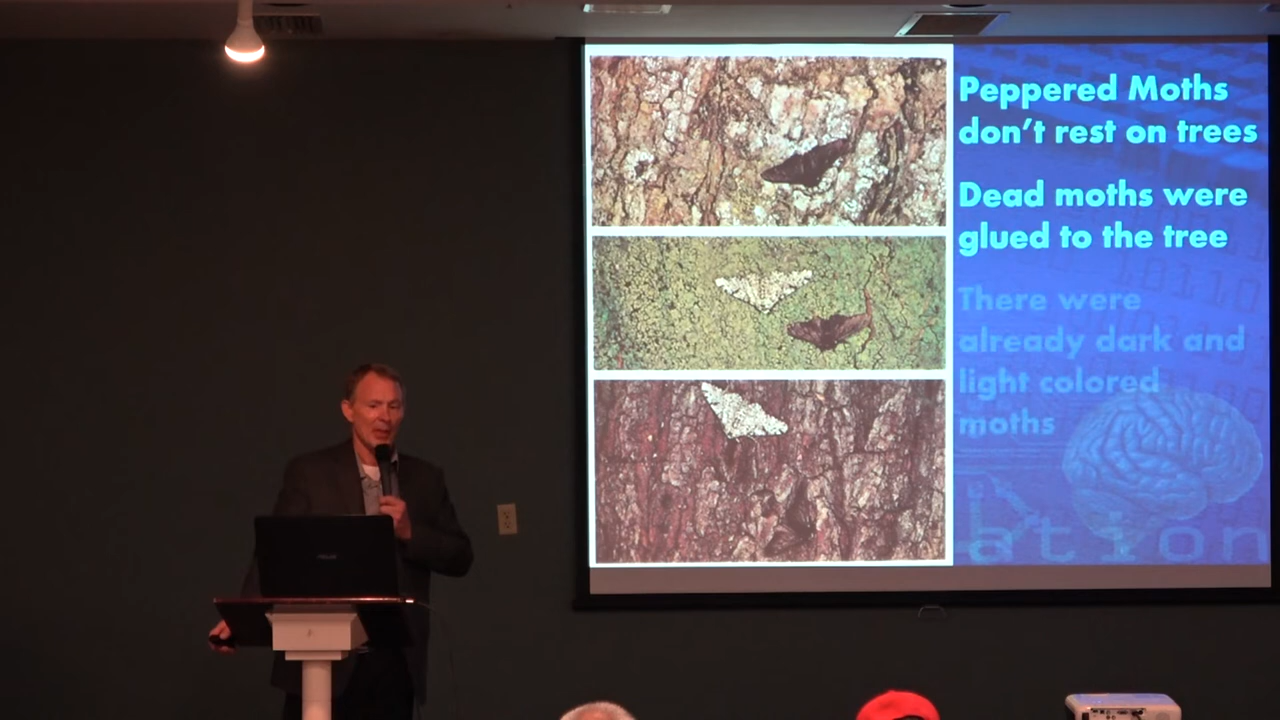 Peppered Moths
don't rest on trees
Dead moths were
glued to the tree
There were
already dark and
light colored
moths
ation